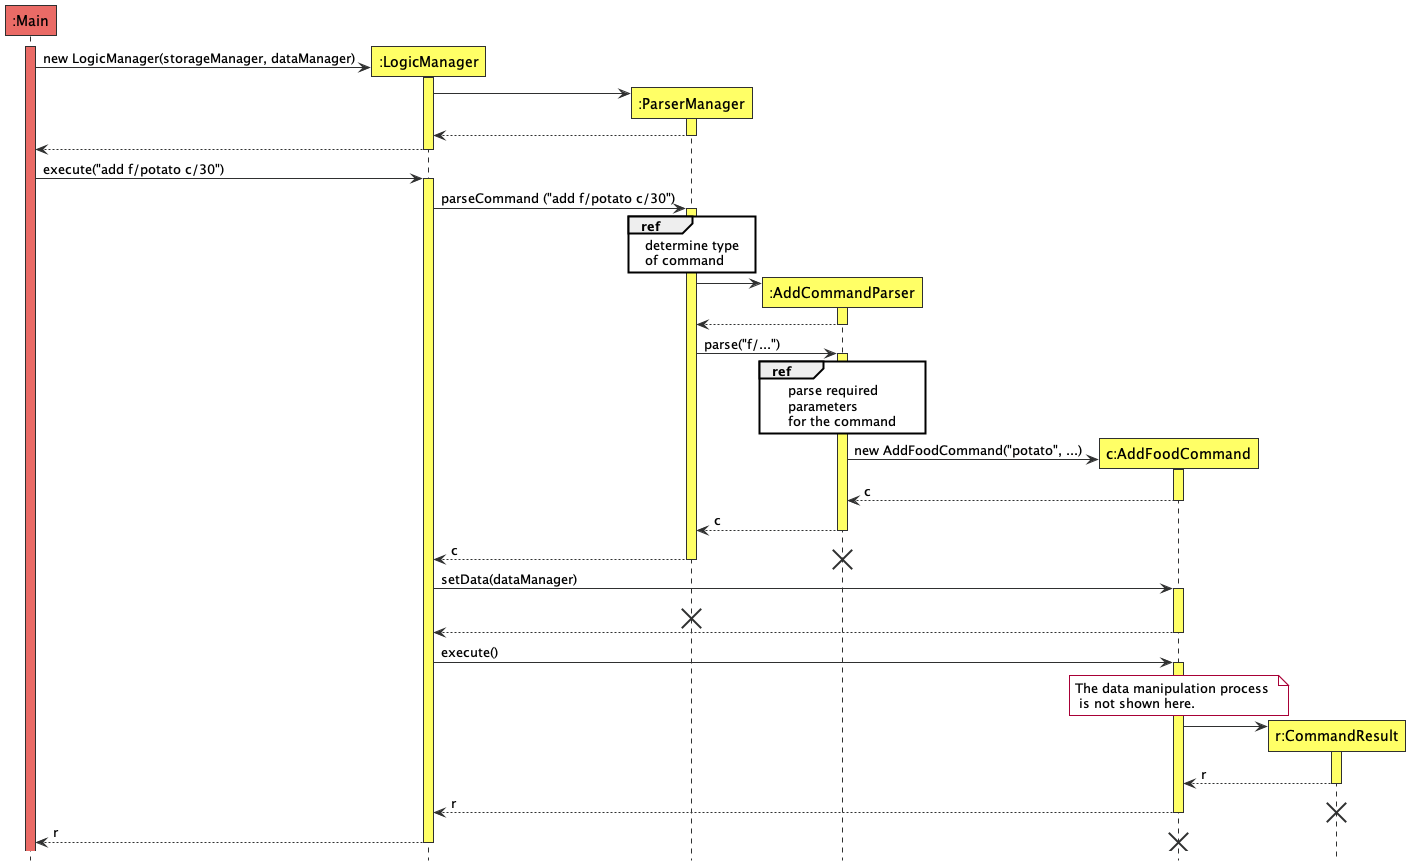 :Main
new LogicManager(storageManager, dataManager)
:LogicManager
:ParserManager
execute("add f/potato c/30")
parseCommand ("add f/potato c/30")
ref
determine type
of command
:AddCommandParser
parse("f/...")
ref
parse required
parameters
for the command
new AddFoodCommand("potato", ...)
c:AddFoodCommand
c
c
c
setData(dataManager)
execute()
The data manipulation process
is not shown here.
r:CommandResult
r
r
r